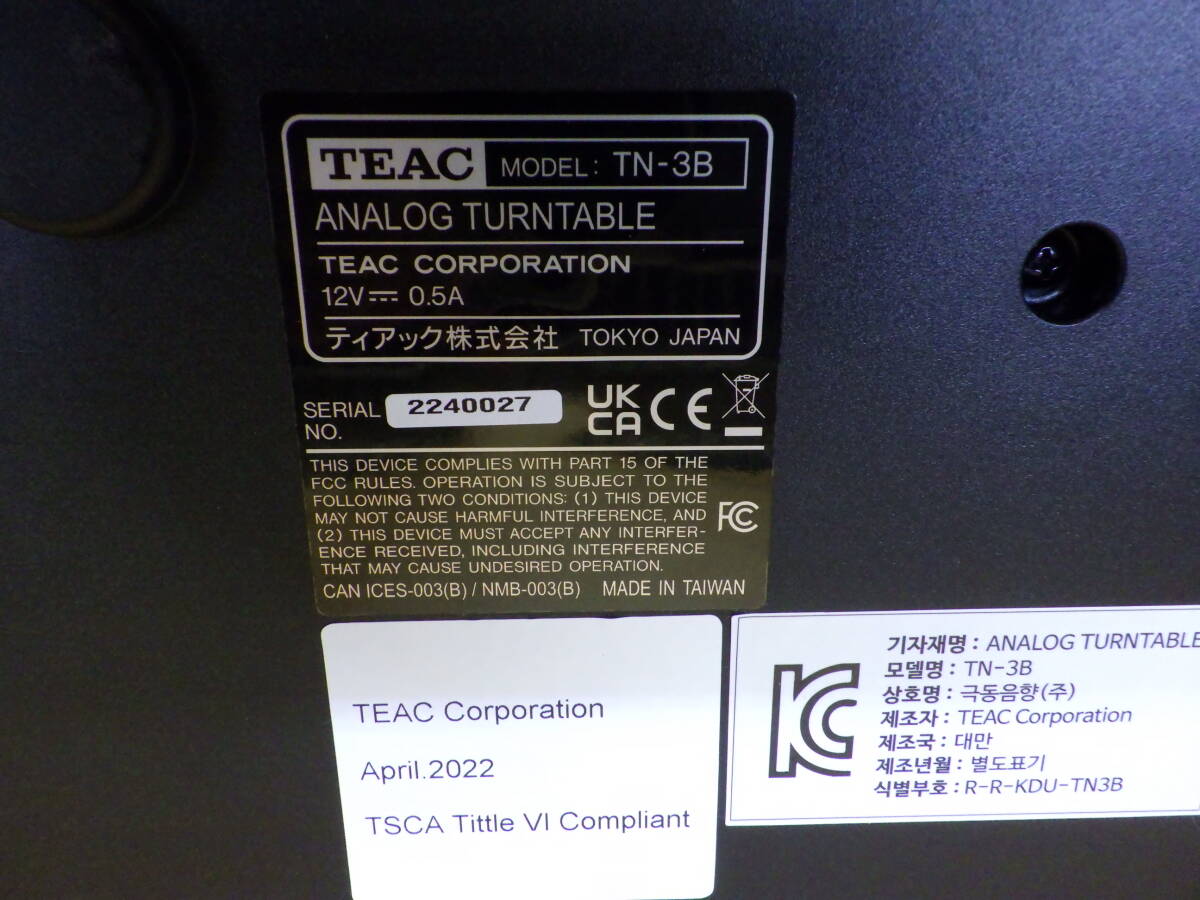 TEAC MODEL: TN-3B
ANALOG TURNTABLE
TEAC CORPORATION
12V⎓ 0.5A
ティアック株式会社 TOKYO JAPAN
SERIAL NO. 2240027
UK CA CE
THIS DEVICE COMPLIES WITH PART 15 OF THE
FCC RULES. OPERATION IS SUBJECT TO THE
FOLLOWING TWO CONDITIONS: (1) THIS DEVICE
MAY NOT CAUSE HARMFUL INTERFERENCE, AND
(2) THIS DEVICE MUST ACCEPT ANY INTERFER-
ENCE RECEIVED, INCLUDING INTERFERENCE
THAT MAY CAUSE UNDESIRED OPERATION.
FC
CAN ICES-003(B) / NMB-003(B) MADE IN TAIWAN
TEAC Corporation
April.2022
TSCA Tittle VI Compliant
KC
기자재명 : ANALOG TURNTABLE
모델명 : TN-3B
상호명 : 극동음향(주)
제조자 : TEAC Corporation
제조국 : 대만
제조년월 : 별도표기
식별부호 : R-R-KDU-TN3B